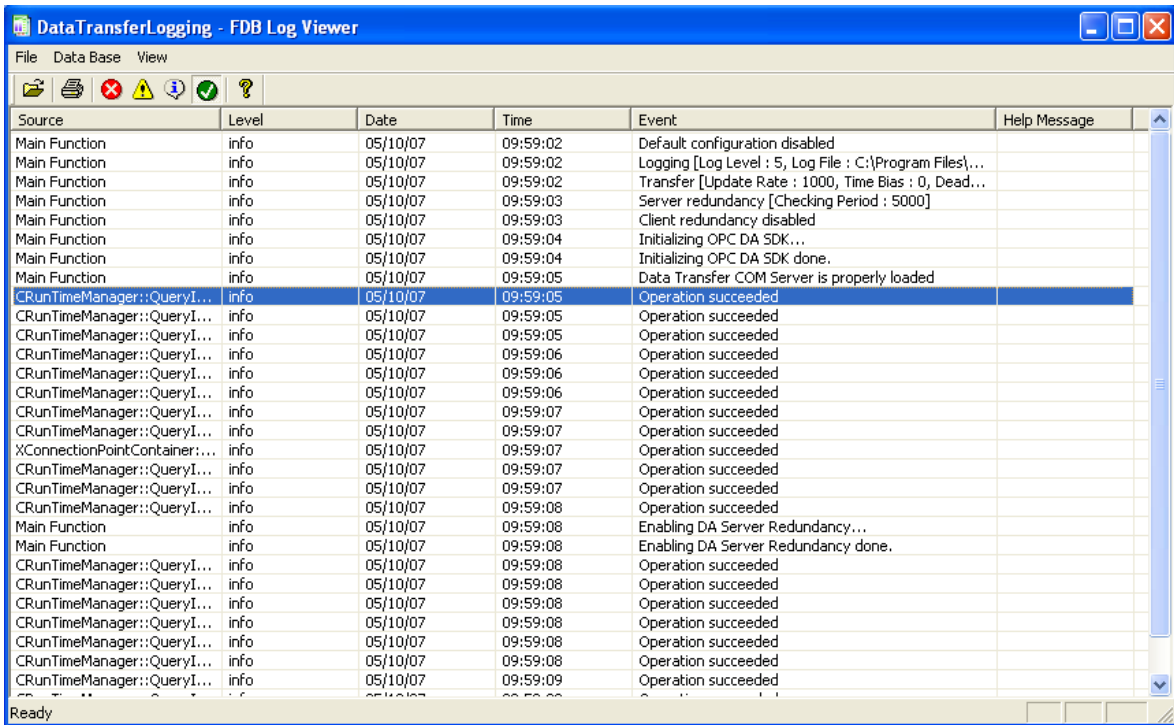 DataTransferLogging - FDB Log Viewer
File Data Base View
Source Level Date Time Event Help Message
Main Function info 05/10/07 09:59:02 Default configuration disabled
Main Function info 05/10/07 09:59:02 Logging [Log Level : 5, Log File : C:\Program Files\...
Main Function info 05/10/07 09:59:02 Transfer [Update Rate : 1000, Time Bias : 0, Dead...
Main Function info 05/10/07 09:59:03 Server redundancy [Checking Period : 5000]
Main Function info 05/10/07 09:59:03 Client redundancy disabled
Main Function info 05/10/07 09:59:04 Initializing OPC DA SDK...
Main Function info 05/10/07 09:59:04 Initializing OPC DA SDK done.
Main Function info 05/10/07 09:59:05 Data Transfer COM Server is properly loaded
CRunTimeManager::QueryI... info 05/10/07 09:59:05 Operation succeeded
CRunTimeManager::QueryI... info 05/10/07 09:59:05 Operation succeeded
CRunTimeManager::QueryI... info 05/10/07 09:59:05 Operation succeeded
CRunTimeManager::QueryI... info 05/10/07 09:59:06 Operation succeeded
CRunTimeManager::QueryI... info 05/10/07 09:59:06 Operation succeeded
CRunTimeManager::QueryI... info 05/10/07 09:59:06 Operation succeeded
CRunTimeManager::QueryI... info 05/10/07 09:59:07 Operation succeeded
CRunTimeManager::QueryI... info 05/10/07 09:59:07 Operation succeeded
XConnectionPointContainer:... info 05/10/07 09:59:07 Operation succeeded
CRunTimeManager::QueryI... info 05/10/07 09:59:07 Operation succeeded
CRunTimeManager::QueryI... info 05/10/07 09:59:07 Operation succeeded
CRunTimeManager::QueryI... info 05/10/07 09:59:08 Operation succeeded
Main Function info 05/10/07 09:59:08 Enabling DA Server Redundancy...
Main Function info 05/10/07 09:59:08 Enabling DA Server Redundancy done.
CRunTimeManager::QueryI... info 05/10/07 09:59:08 Operation succeeded
CRunTimeManager::QueryI... info 05/10/07 09:59:08 Operation succeeded
CRunTimeManager::QueryI... info 05/10/07 09:59:08 Operation succeeded
CRunTimeManager::QueryI... info 05/10/07 09:59:08 Operation succeeded
CRunTimeManager::QueryI... info 05/10/07 09:59:08 Operation succeeded
CRunTimeManager::QueryI... info 05/10/07 09:59:08 Operation succeeded
CRunTimeManager::QueryI... info 05/10/07 09:59:09 Operation succeeded
Ready